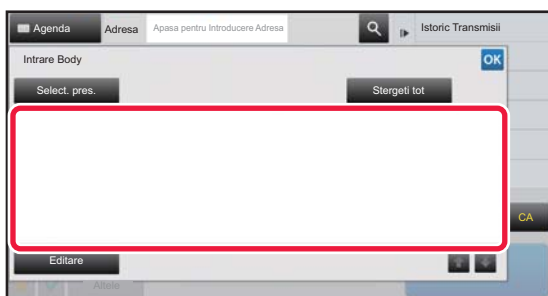 Agenda Adresa Apasa pentru Introducere Adresa Istoric Transmisii
Intrare Body OK
Select. pres. Stergeti tot
CA
Editare
Altele